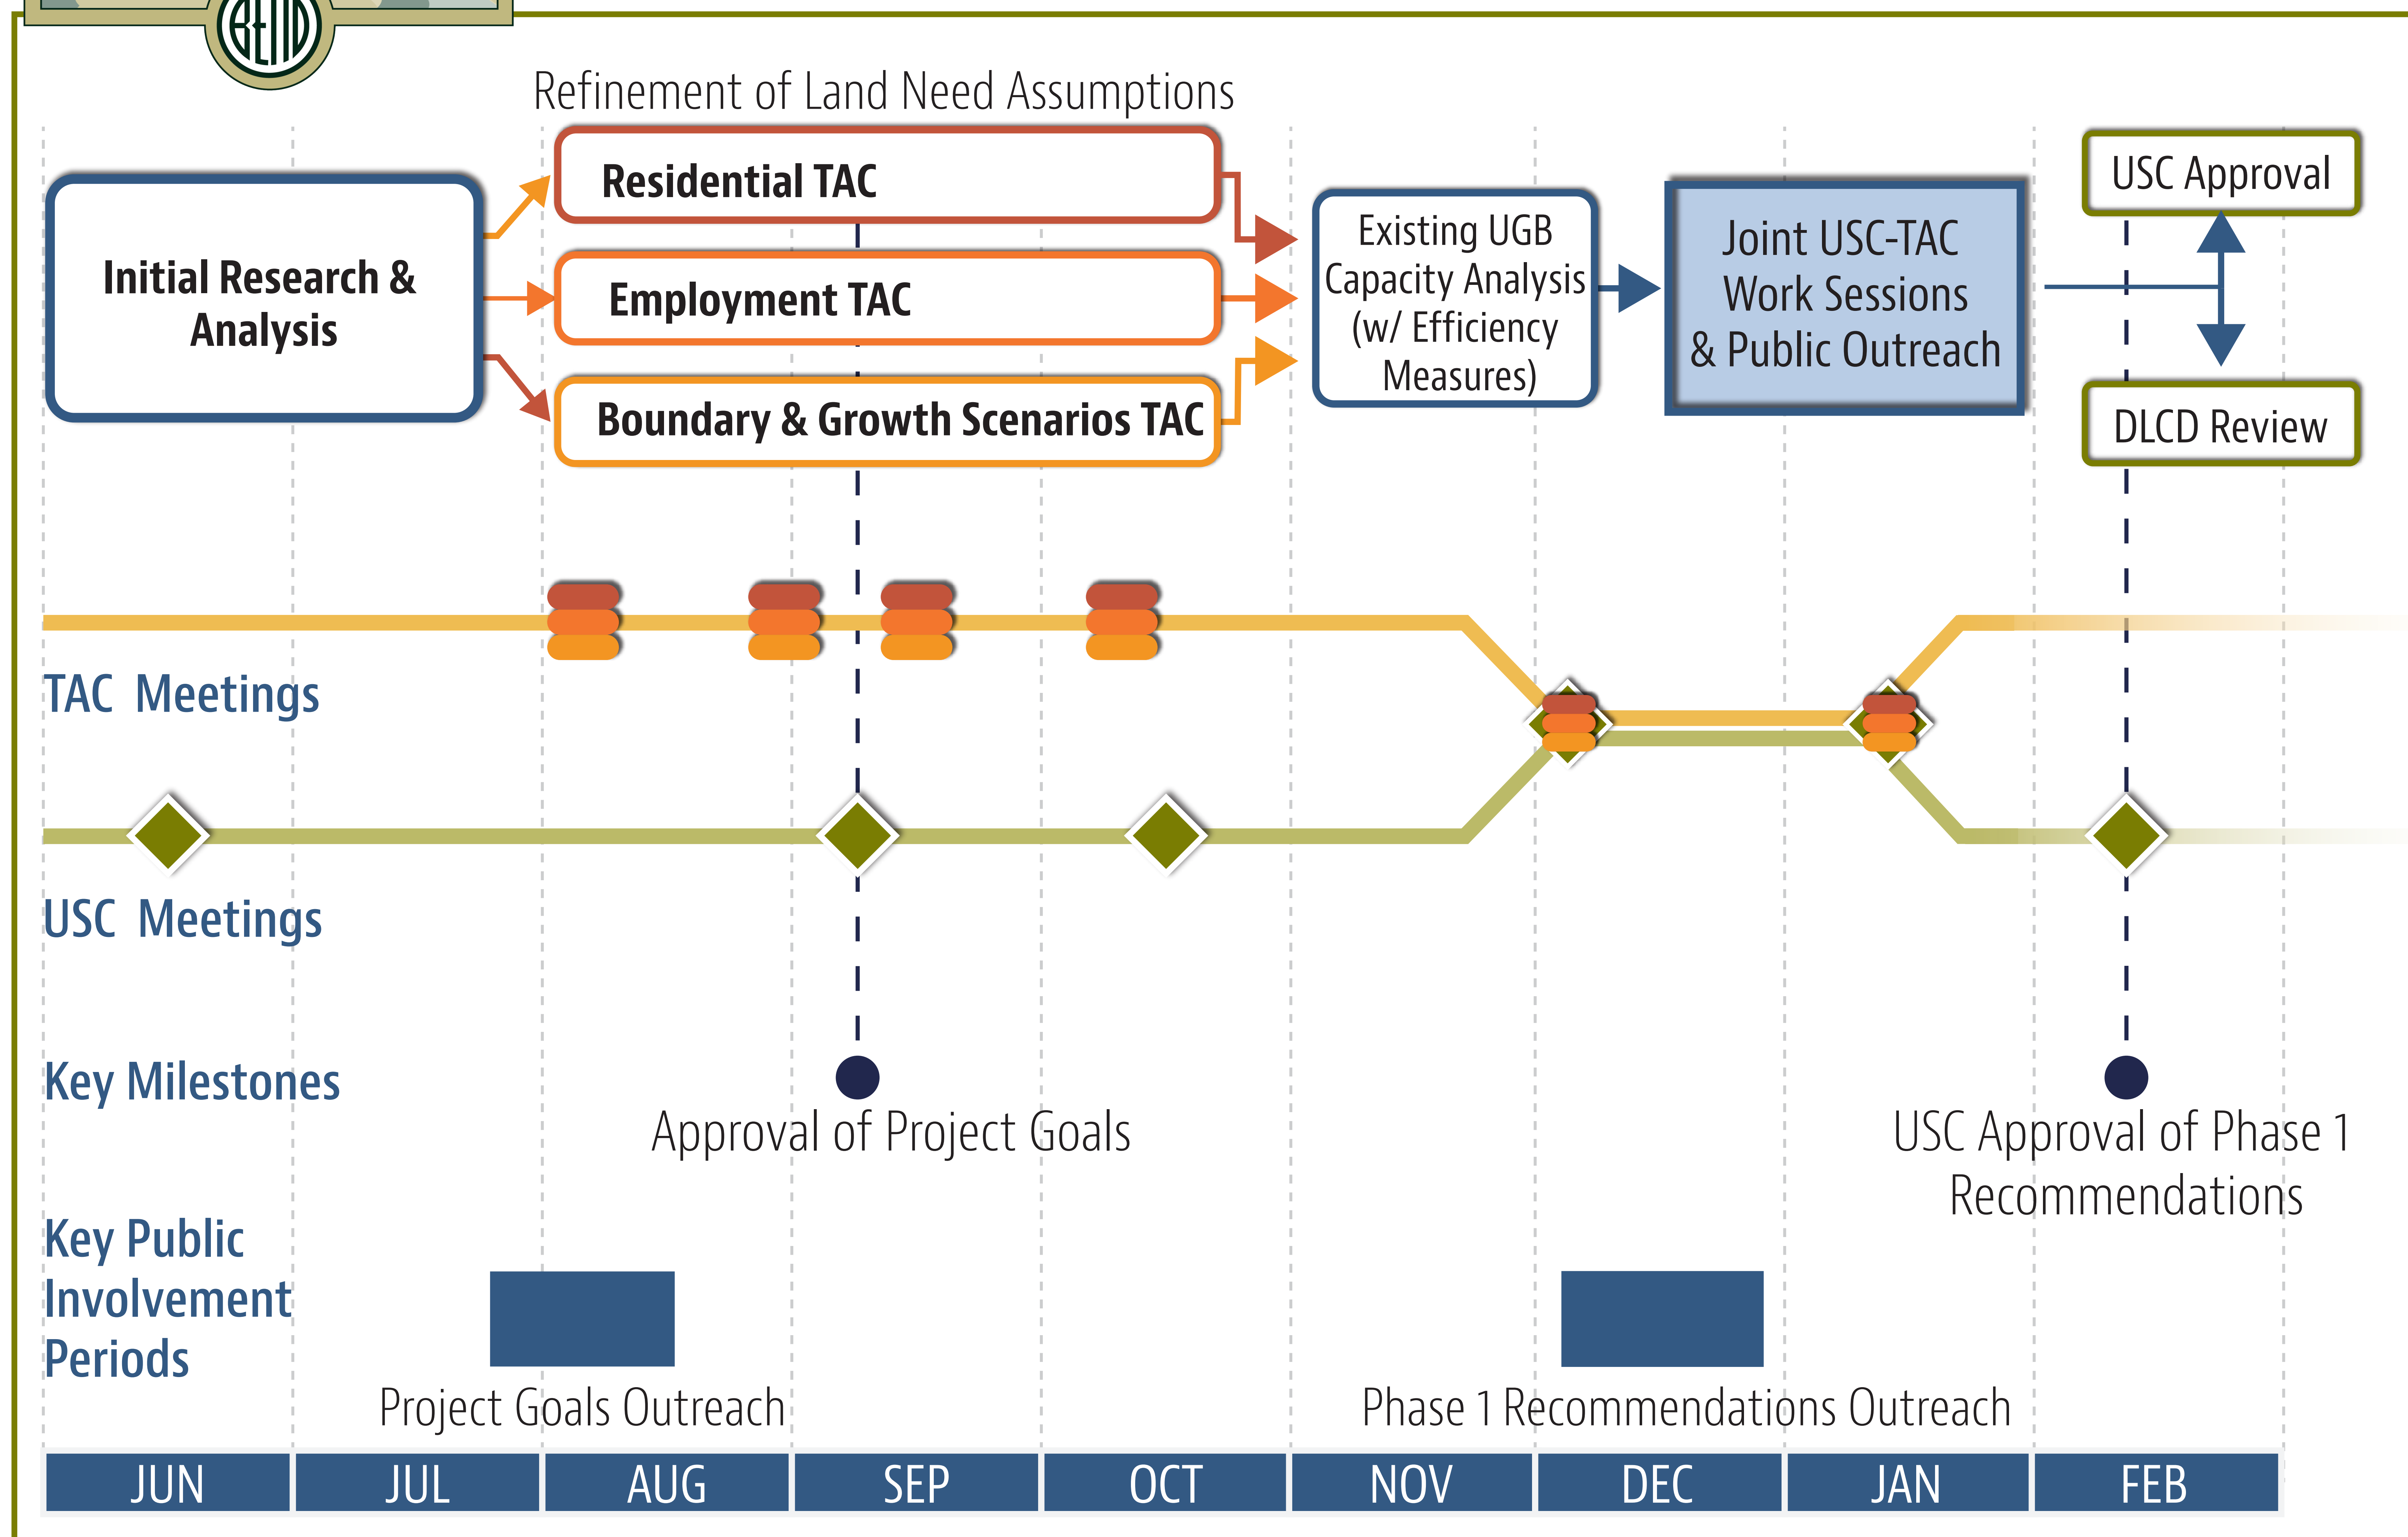 BEND
Refinement of Land Need Assumptions
Initial Research &
Analysis
Residential TAC
Employment TAC
Boundary & Growth Scenarios TAC
Existing UGB
Capacity Analysis
(w/ Efficiency
Measures)
Joint USC-TAC
Work Sessions
& Public Outreach
USC Approval
DLCD Review
TAC Meetings
USC Meetings
Key Milestones
Approval of Project Goals
USC Approval of Phase 1
Recommendations
Key Public
Involvement
Periods
Project Goals Outreach
Phase 1 Recommendations Outreach
JUN JUL AUG SEP OCT NOV DEC JAN FEB